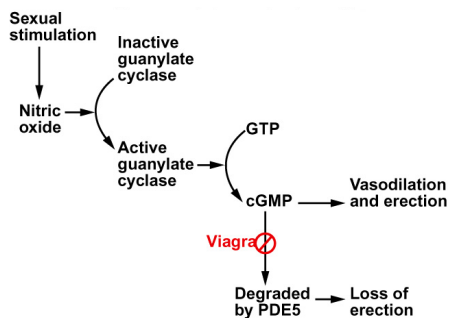 Sexual
stimulation
Inactive
guanylate
cyclase
Nitric
oxide
Active
guanylate
cyclase
GTP
cGMP
Vasodilation
and erection
Viagra
Degraded
by PDE5
Loss of
erection